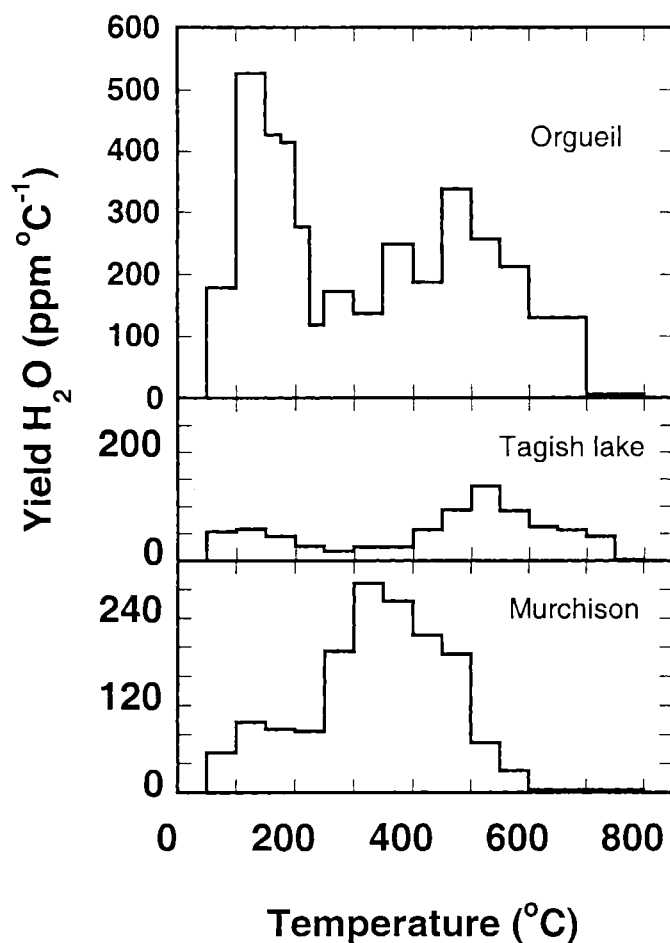 Yield H₂O (ppm °C⁻¹)
600
500
400
300
200
100
0
Orgueil
200
0
Tagish lake
240
120
0
Murchison
0 200 400 600 800
Temperature (°C)